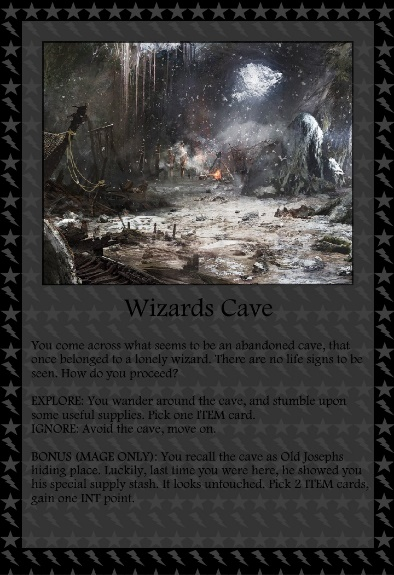 Wizards Cave
You come across what seems to be an abandoned cave, that
once belonged to a lonely wizard. There are no life signs to be
seen. How do you proceed?
EXPLORE: You wander around the cave, and stumble upon
some useful supplies. Pick one ITEM card.
IGNORE: Avoid the cave, move on.
BONUS (MAGE ONLY): You recall the cave as Old Josephs
hiding place. Luckily, last time you were here, he showed you
his special supply stash. It looks untouched. Pick 2 ITEM cards,
gain one INT point.